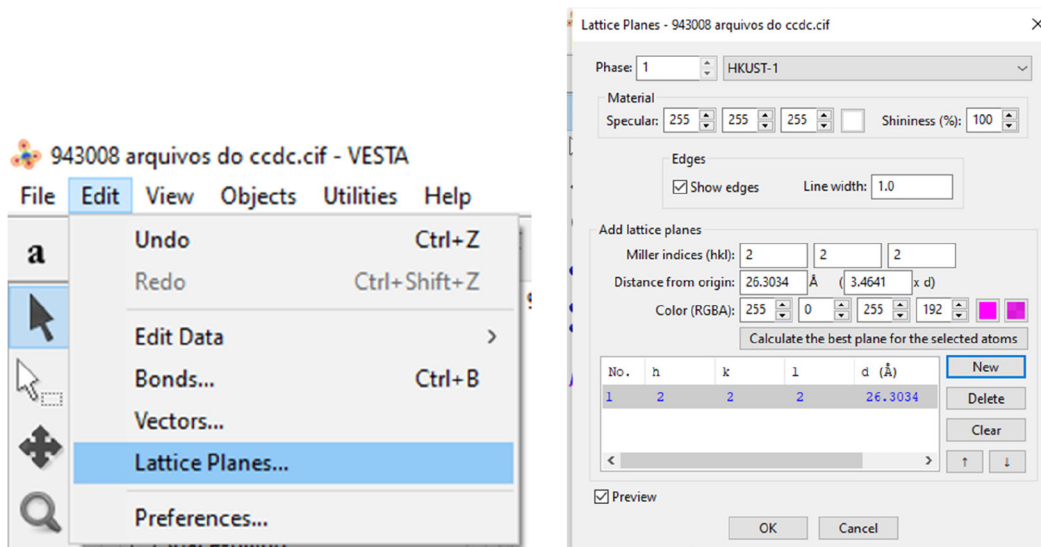 943008 arquivos do ccdc.cif - VESTA
File Edit View Objects Utilities Help
a
Undo Ctrl+Z
Redo Ctrl+Shift+Z
Edit Data >
Bonds... Ctrl+B
Vectors...
Lattice Planes...
Preferences...
Lattice Planes - 943008 arquivos do ccdc.cif
Phase: 1 HKUST-1
Material
Specular: 255 255 255 Shininess (%): 100
Edges
Show edges Line width: 1.0
Add lattice planes
Miller indices (hkl): 2 2 2
Distance from origin: 26.3034 Å ( 3.4641 x d)
Color (RGBA): 255 0 255 192
Calculate the best plane for the selected atoms
No. h k l d (Å)
1 2 2 2 26.3034
New
Delete
Clear
↑ ↓
Preview
OK Cancel